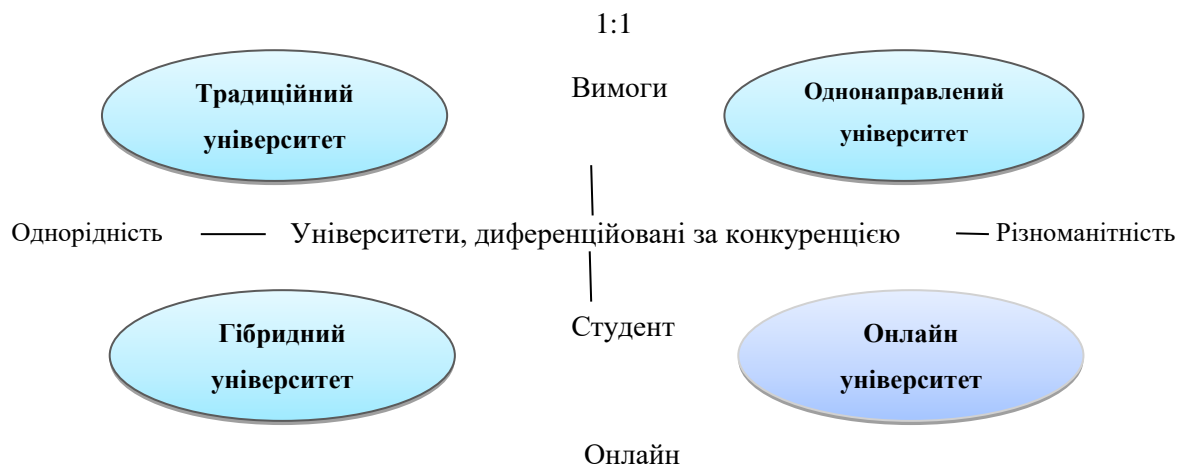 1:1
Вимоги
Традиційний
університет
Однонаправлений
університет
Однорідність
Університети, диференційовані за конкуренцією
Різноманітність
Гібридний
університет
Студент
Онлайн
університет
Онлайн